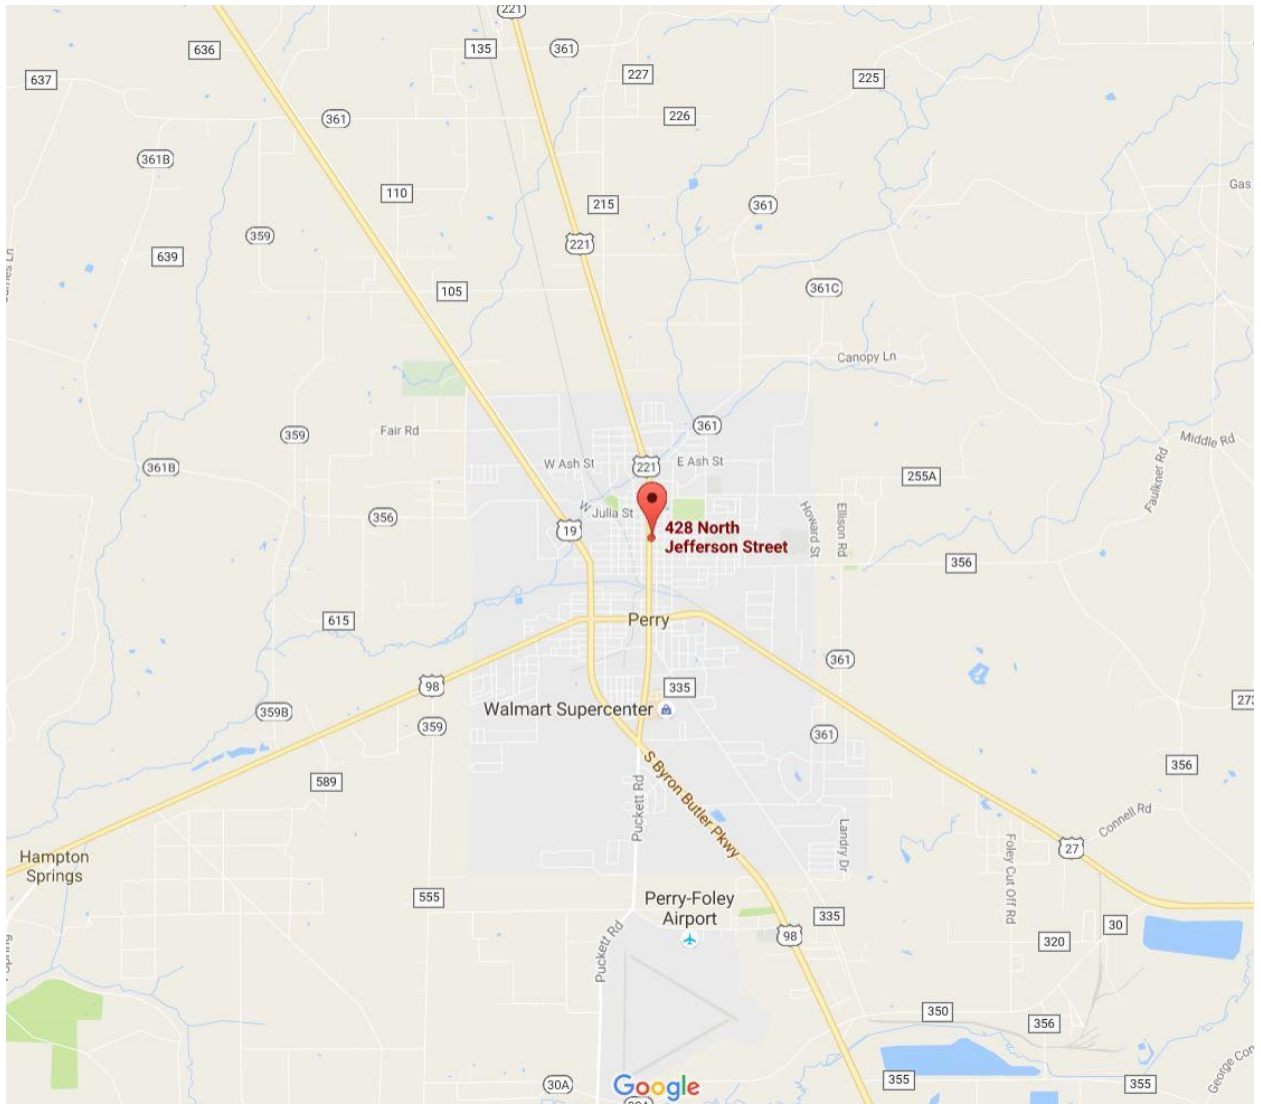 221
636
135
361
637
227
225
226
361
361B
110
Gas
215
361
359
221
639
105
361C
Canopy Ln
361
Fair Rd
359
Middle Rd
W Ash St
E Ash St
221
361B
255A
Faulkner Rd
W Julia St
356
19
428 North
Jefferson Street
Howard St
Ellison Rd
356
615
Perry
361
98
335
273
Walmart Supercenter
359B
359
361
S Byron Butler Pkwy
356
589
Puckett Rd
Connell Rd
Landry Dr
27
Hampton
Springs
Foley Cut Off Rd
555
Perry-Foley
Airport
335
30
98
320
Puckett Rd
350
356
George Con
30A
Google
355
355